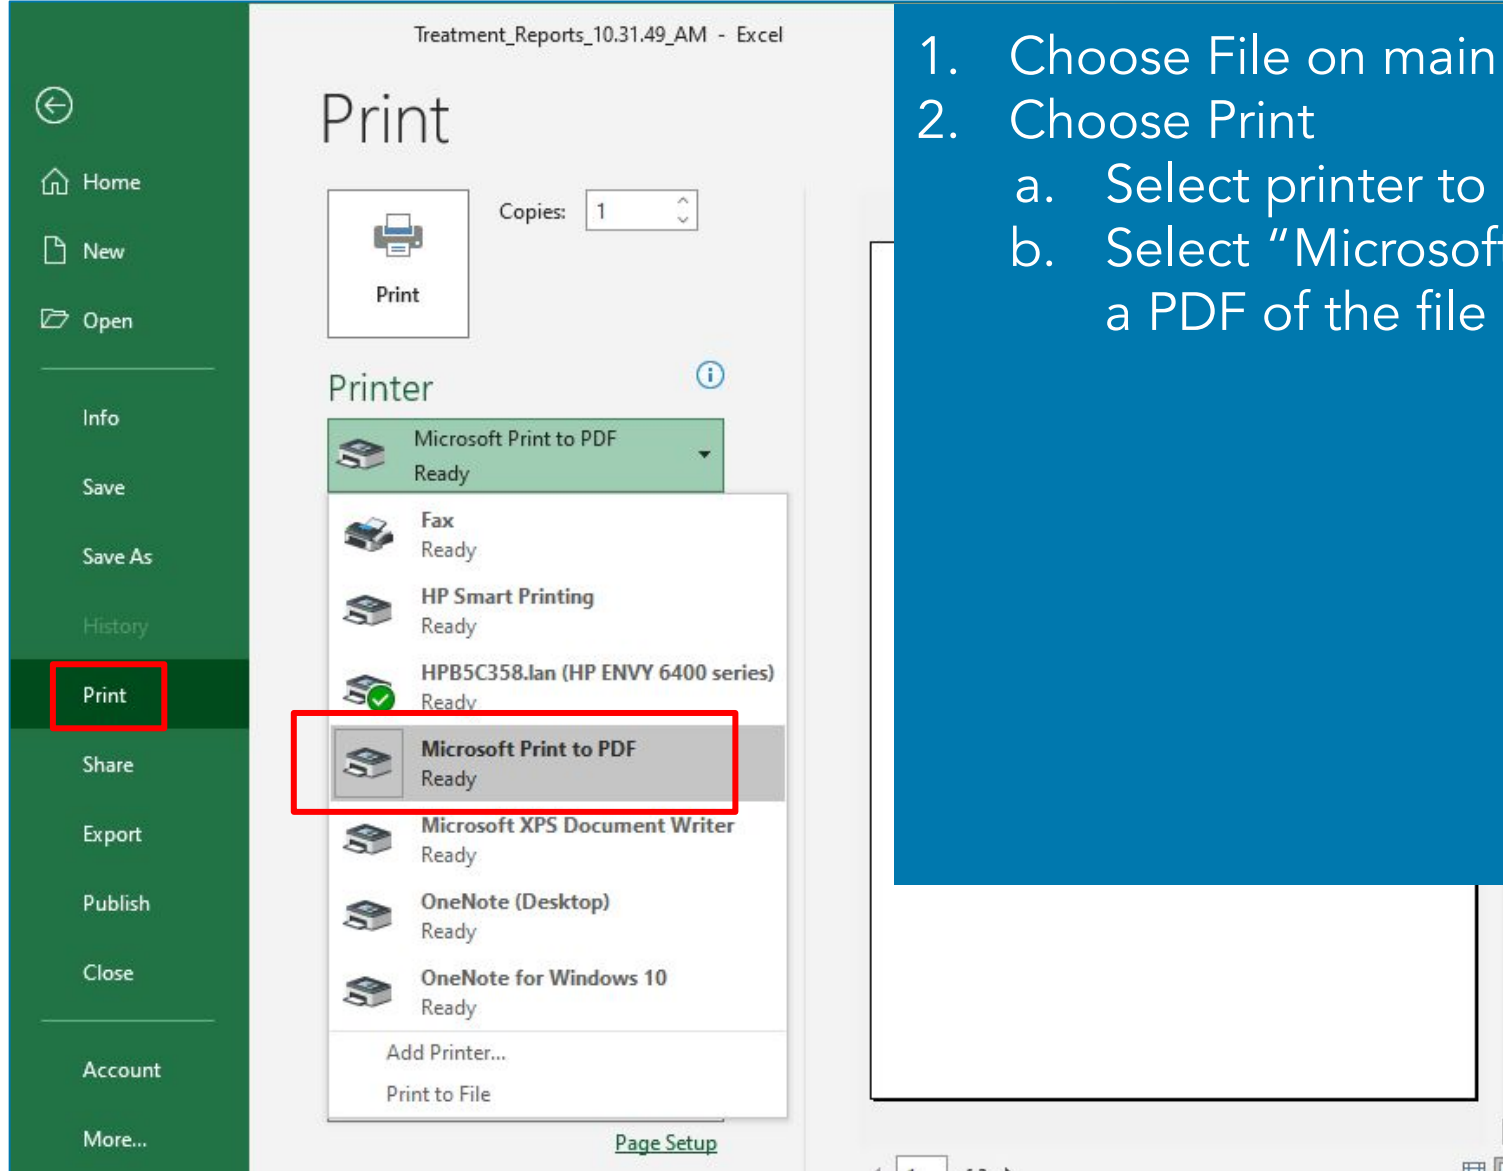 Treatment_Reports_10.31.49_AM - Excel
Home
New
Open
Info
Save
Save As
History
Print
Share
Export
Publish
Close
Account
More...
Print
Copies: 1
Print
Printer
Microsoft Print to PDF
Ready
Fax
Ready
HP Smart Printing
Ready
HPB5C358.lan (HP ENVY 6400 series)
Ready
Microsoft Print to PDF
Ready
Microsoft XPS Document Writer
Ready
OneNote (Desktop)
Ready
OneNote for Windows 10
Ready
Add Printer...
Print to File
Page Setup
1. Choose File on main
2. Choose Print
a. Select printer to
b. Select “Microsoft
a PDF of the file